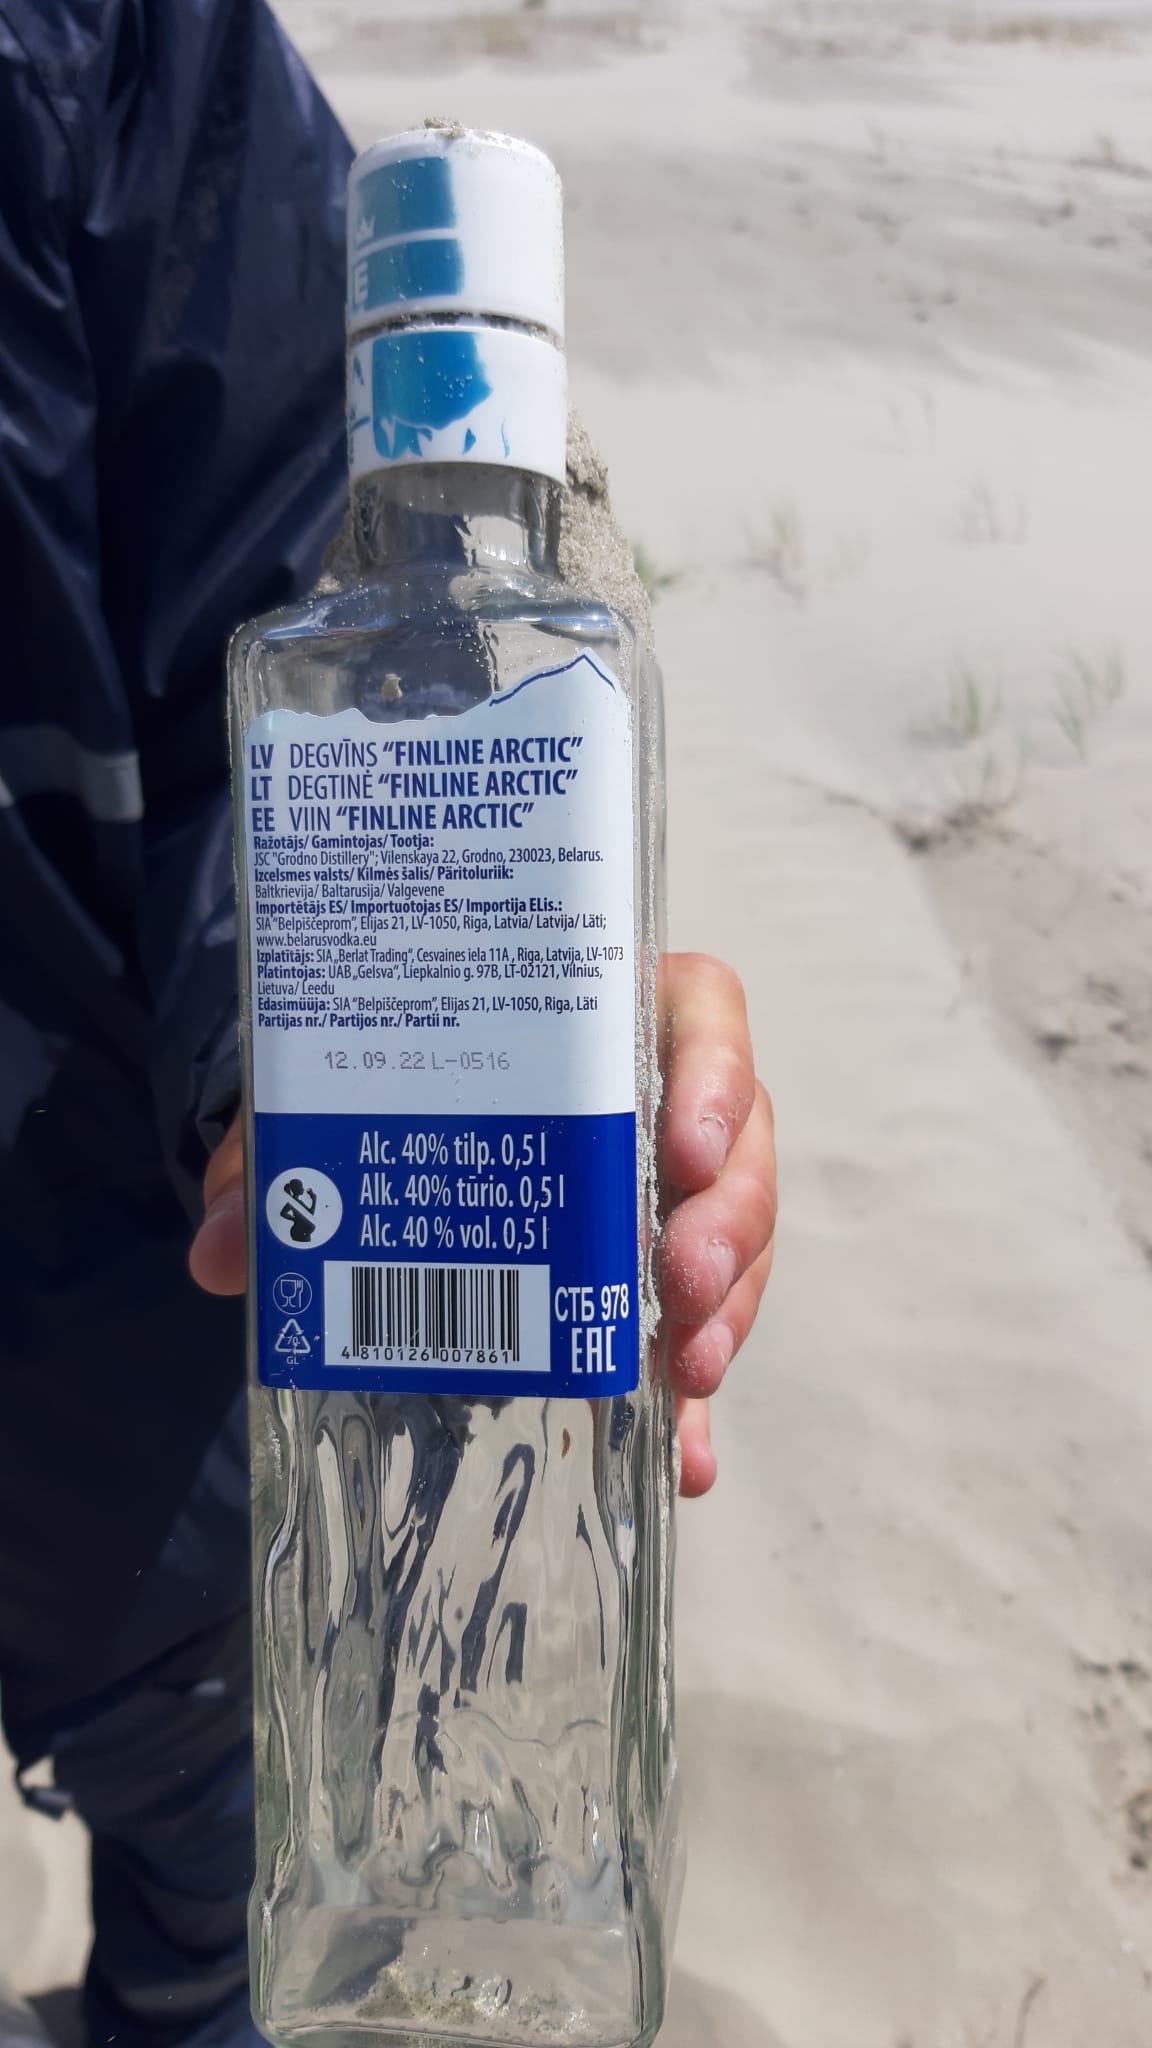 E
LV DEGVĪNS “FINLINE ARCTIC”
LT DEGTINĖ “FINLINE ARCTIC”
EE VIIN “FINLINE ARCTIC”
Ražotājs/ Gamintojas/ Tootja:
JSC "Grodno Distillery"; Vilenskaya 22, Grodno, 230023, Belarus.
Izcelsmes valsts/ Kilmės šalis/ Päritoluriik:
Baltkrievija/ Baltarusija/ Valgevene
Importētājs ES/ Importuotojas ES/ Importija ELis.:
SIA “Belpiščeprom”, Elijas 21, LV-1050, Riga, Latvia/ Latvija/ Läti;
www.belarusvodka.eu
Izplatītājs: SIA „Berlat Trading“, Cesvaines iela 11A , Riga, Latvija, LV-1073
Platintojas: UAB „Gelsva“, Liepkalnio g. 97B, LT-02121, Vilnius,
Lietuva/ Leedu
Edasimüüja: SIA “Belpiščeprom”, Elijas 21, LV-1050, Riga, Läti
Partijas nr./ Partijos nr./ Partii nr.
12.09.22 L-0516
Alc. 40% tilp. 0,5 l
Alk. 40% tūrio. 0,5 l
Alc. 40 % vol. 0,5 l
СТБ 978
EAC
70
GL
4 810126 007861